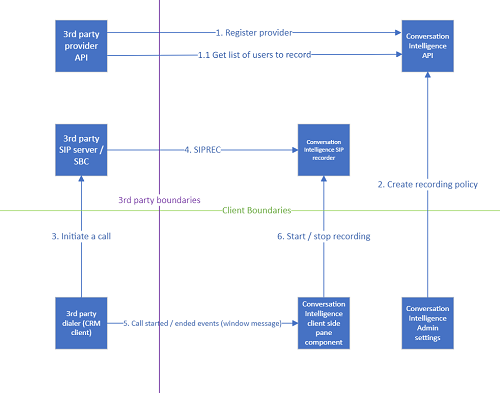 3rd party
provider
API
1. Register provider
1.1 Get list of users to record
Conversation
Intelligence
API
3rd party
SIP server /
SBC
4. SIPREC
Conversation
Intelligence SIP
recorder
2. Create recording policy
3rd party boundaries
Client Boundaries
3. Initiate a call
6. Start / stop recording
3rd party
dialer (CRM
client)
5. Call started / ended events (window message)
Conversation
Intelligence
client side
pane
component
Conversation
Intelligence
Admin
settings